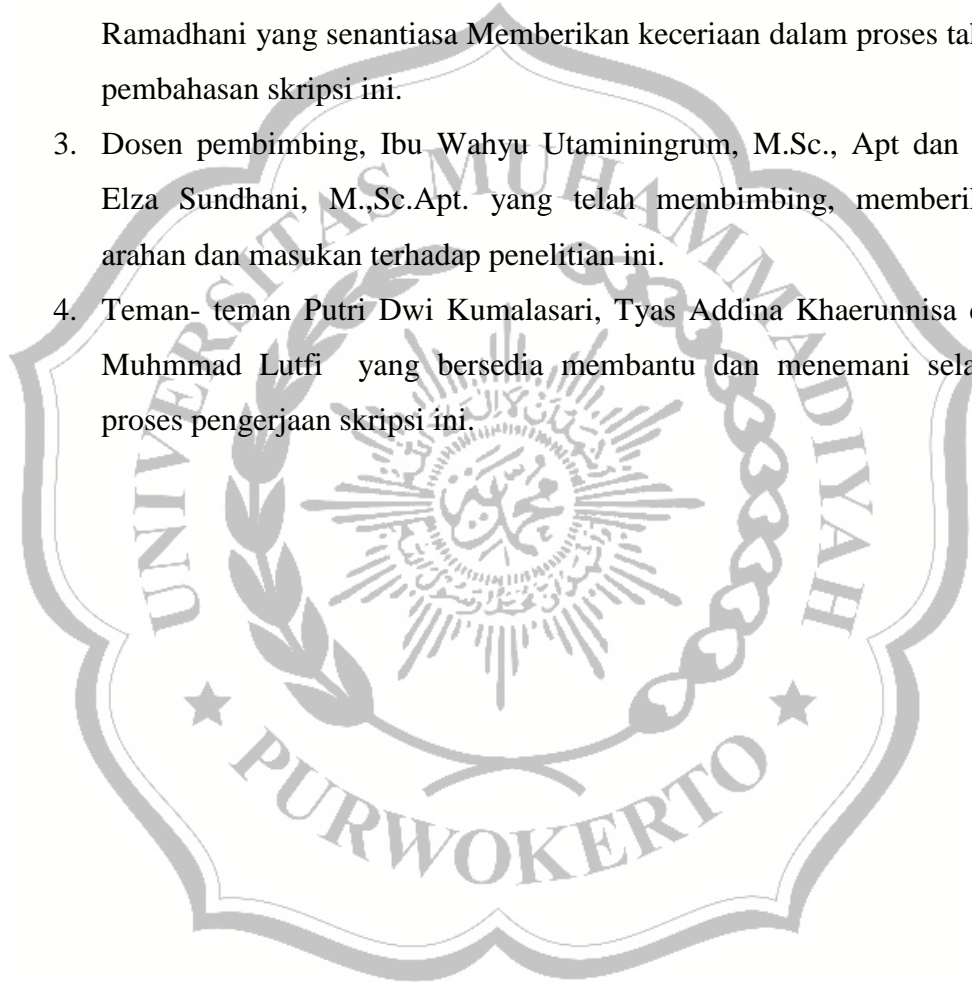 Ramadhani yang senantiasa Memberikan keceriaan dalam proses
pembahasan skripsi ini.
3. Dosen pembimbing, Ibu Wahyu Utaminingrum, M.Sc., Apt dan
Elza Sundhani, M.,Sc.Apt. yang telah membimbing,
arahan dan masukan terhadap penelitian ini.
4. Teman- teman Putri Dwi Kumalasari, Tyas Addina Khaerunnisa
Muhmmad Lutfi yang bersedia membantu dan menemani
proses pengerjaan skripsi ini.
UNIVERSITAS MUHAMMADIYAH
PURWOKERTO